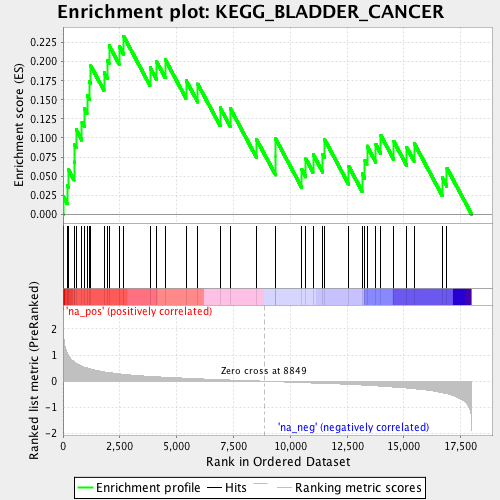 Enrichment plot: KEGG_BLADDER_CANCER
Enrichment score (ES)
0.225
0.200
0.175
0.150
0.125
0.100
0.075
0.050
0.025
0.000
'na_pos' (positively correlated)
Ranked list metric (PreRanked)
2
1
0
-1
-2
Zero cross at 8849
'na_neg' (negatively correlated)
0 2,500 5,000 7,500 10,000 12,500 15,000 17,500
Rank in Ordered Dataset
Enrichment profile Hits Ranking metric scores